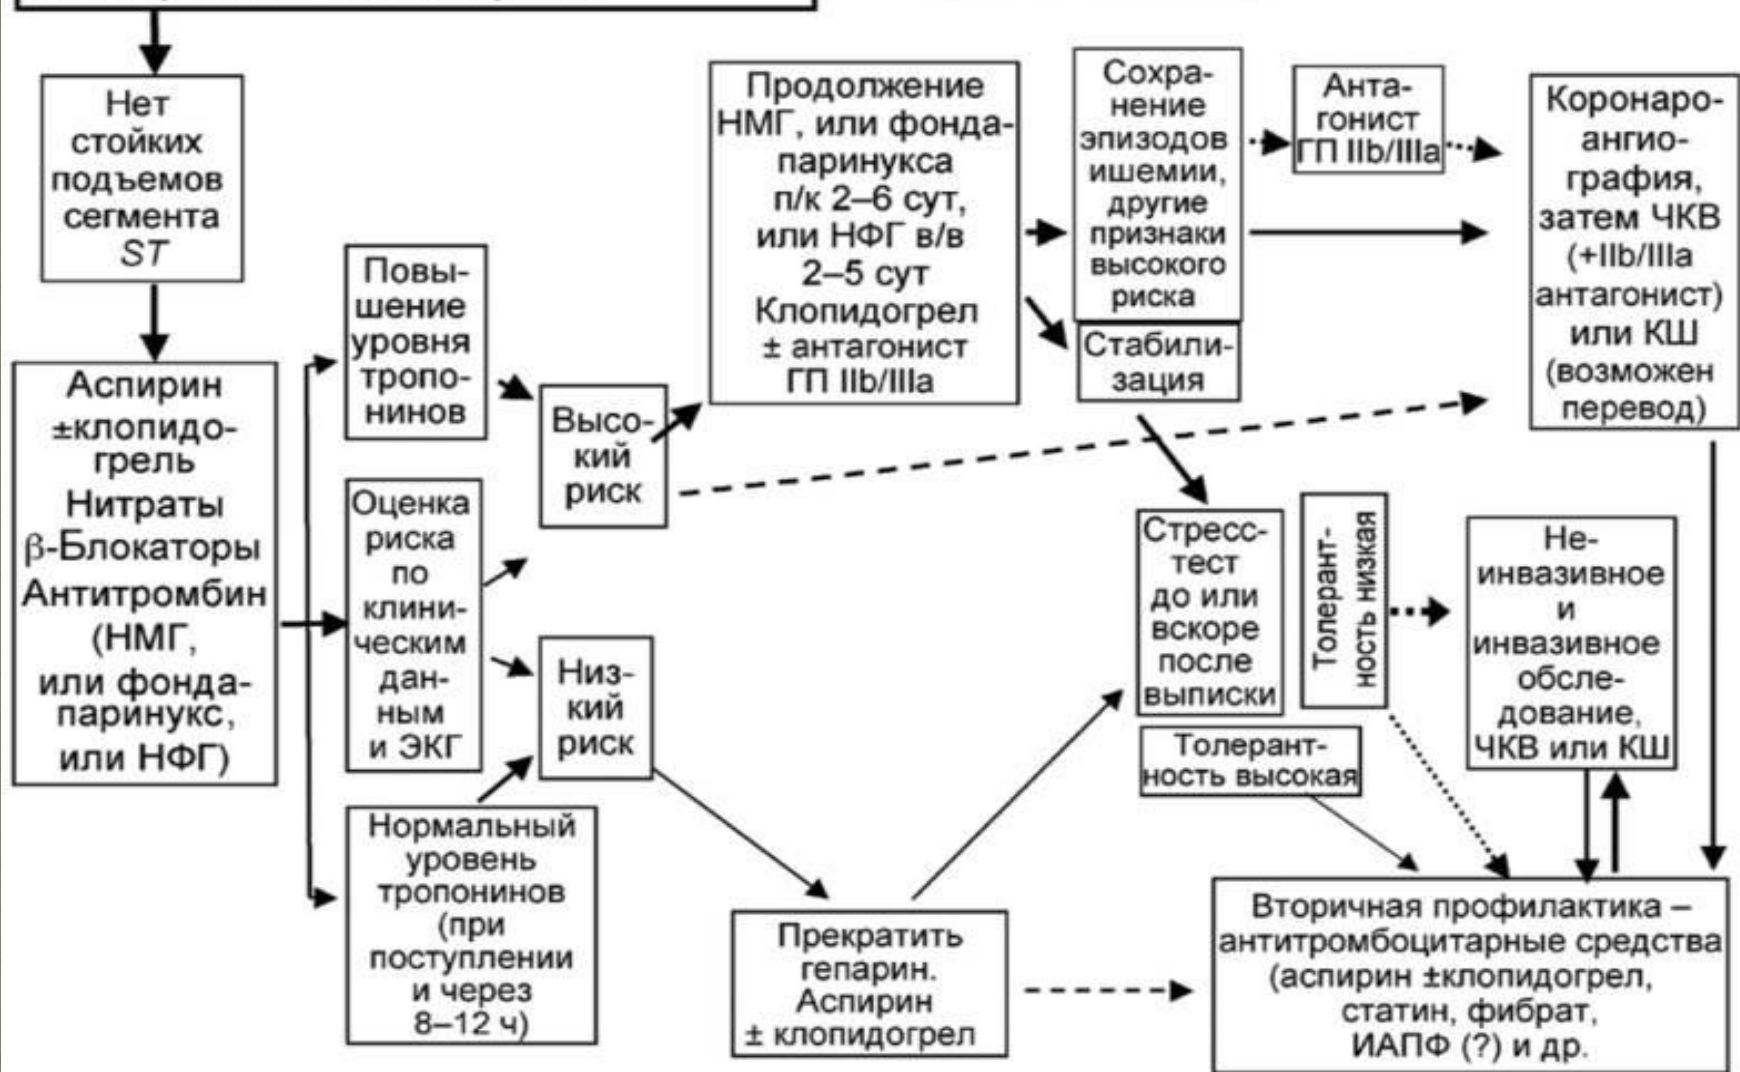 Нет
стойких
подъемов
сегмента
ST
Аспирин
±клопидо-
грель
Нитраты
β-Блокаторы
Антитромбин
(НМГ,
или фонда-
паринукс,
или НФГ)
Повы-
шение
уровня
тропо-
нинов
Оценка
риска
по
клини-
ческим
дан-
ным
и ЭКГ
Нормальный
уровень
тропонинов
(при
поступлении
и через
8–12 ч)
Высо-
кий
риск
Низ-
кий
риск
Продолжение
НМГ, или фонда-
паринукса
п/к 2–6 сут,
или НФГ в/в
2–5 сут
Клопидогрел
± антагонист
ГП IIb/IIIa
Прекратить
гепарин.
Аспирин
± клопидогрел
Сохра-
нение
эпизодов
ишемии,
другие
признаки
высокого
риска
Стабили-
зация
Анта-
гонист
ГП IIb/IIIa
Коронаро-
ангио-
графия,
затем ЧКВ
(+IIb/IIIa
антагонист)
или КШ
(возможен
перевод)
Стресс-
тест
до или
вскоре
после
выписки
Толерант-
ность низкая
Толерант-
ность высокая
Не-
инвазивное
и
инвазивное
обсле-
дование,
ЧКВ или КШ
Вторичная профилактика –
антитромбоцитарные средства
(аспирин ±клопидогрел,
статин, фибрат,
ИАПФ (?) и др.